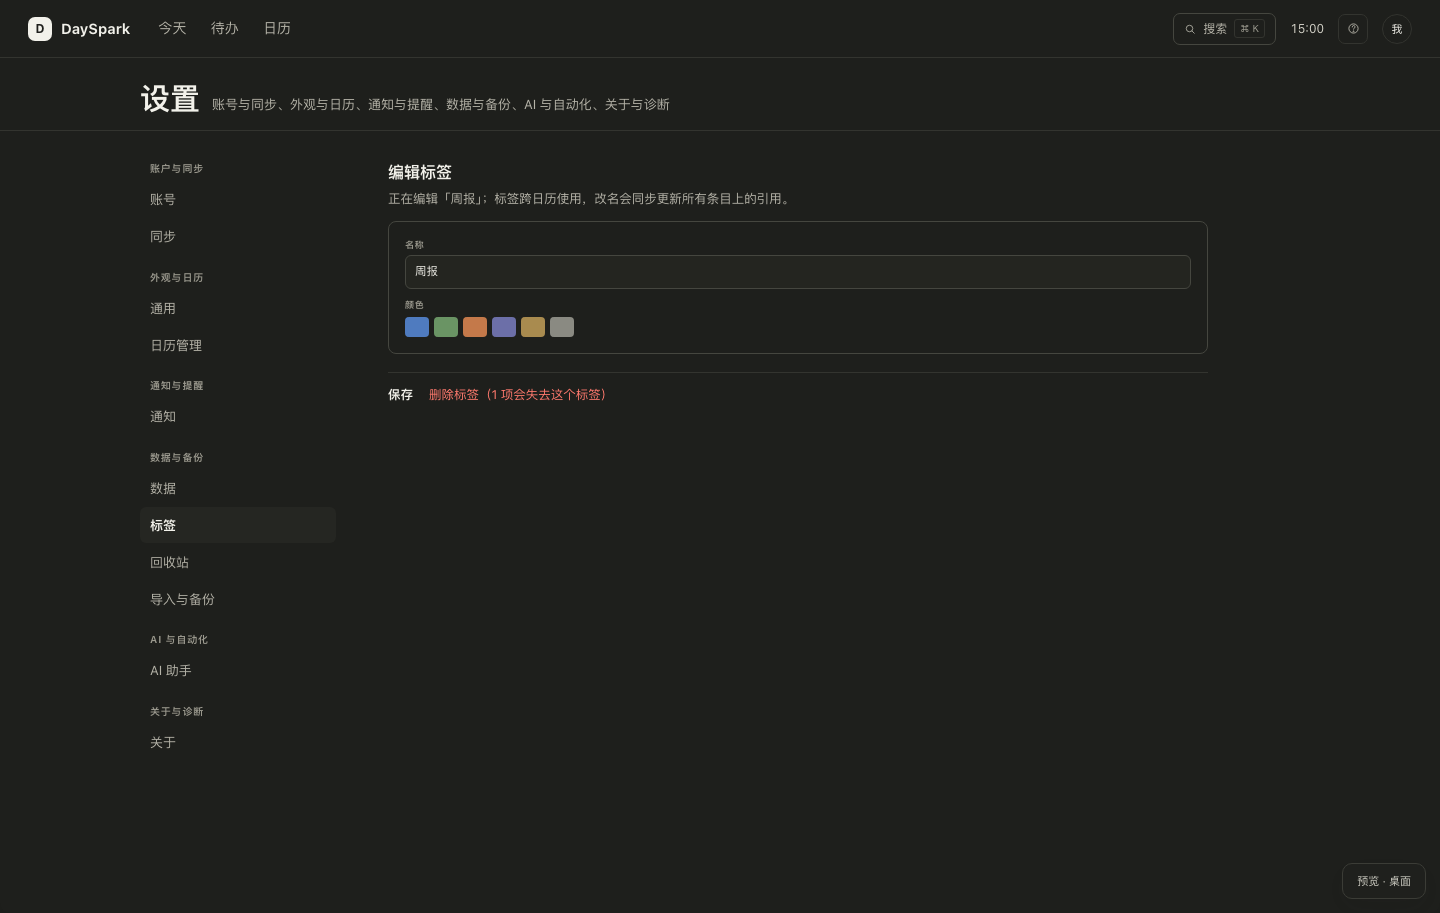 D DaySpark 今天 待办 日历 搜索 ⌘ K 15:00 我
设置 账号与同步、外观与日历、通知与提醒、数据与备份、AI 与自动化、关于与诊断
账户与同步
账号
同步
外观与日历
通用
日历管理
通知与提醒
通知
数据与备份
数据
标签
回收站
导入与备份
AI 与自动化
AI 助手
关于与诊断
关于
编辑标签
正在编辑「周报」；标签跨日历使用，改名会同步更新所有条目上的引用。
名称
周报
颜色
保存 删除标签（1 项会失去这个标签）
预览 · 桌面